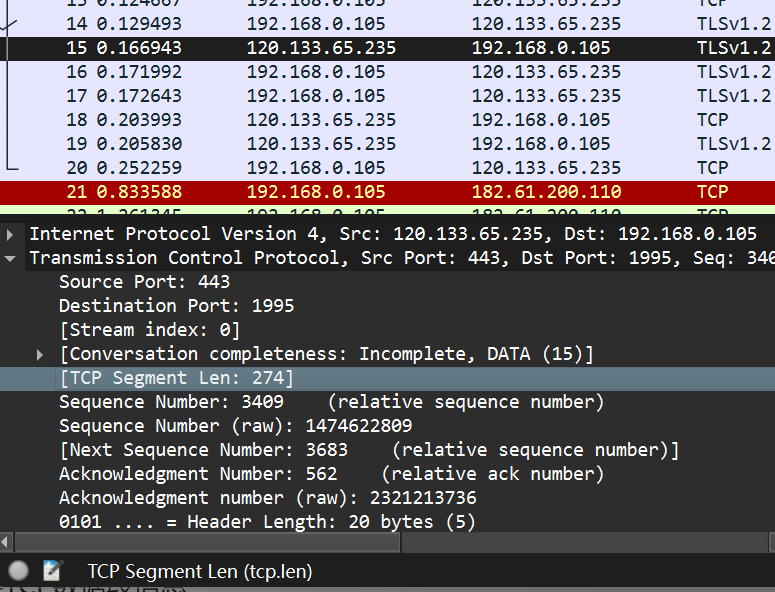 13 0.124667 192.168.0.105 120.133.65.235 TCP
14 0.129493 192.168.0.105 120.133.65.235 TLSv1.2
15 0.166943 120.133.65.235 192.168.0.105 TLSv1.2
16 0.171992 192.168.0.105 120.133.65.235 TLSv1.2
17 0.172643 192.168.0.105 120.133.65.235 TLSv1.2
18 0.203993 120.133.65.235 192.168.0.105 TCP
19 0.205830 120.133.65.235 192.168.0.105 TLSv1.2
20 0.252259 192.168.0.105 120.133.65.235 TCP
21 0.833588 192.168.0.105 182.61.200.110 TCP
22 1.261345 192.168.0.105 182.61.200.110 TCP
Internet Protocol Version 4, Src: 120.133.65.235, Dst: 192.168.0.105
Transmission Control Protocol, Src Port: 443, Dst Port: 1995, Seq: 340
Source Port: 443
Destination Port: 1995
[Stream index: 0]
[Conversation completeness: Incomplete, DATA (15)]
[TCP Segment Len: 274]
Sequence Number: 3409    (relative sequence number)
Sequence Number (raw): 1474622809
[Next Sequence Number: 3683    (relative sequence number)]
Acknowledgment Number: 562    (relative ack number)
Acknowledgment number (raw): 2321213736
0101 .... = Header Length: 20 bytes (5)
TCP Segment Len (tcp.len)